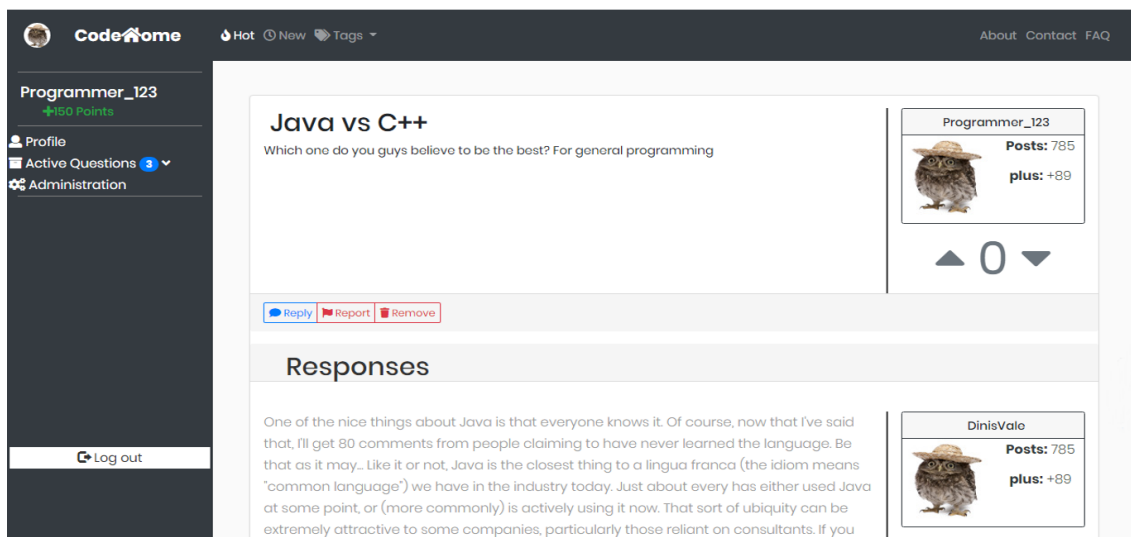 CodeHome
Hot New Tags
About Contact FAQ
Programmer_123
+150 Points
Profile
Active Questions 3
Administration
Log out
Java vs C++
Which one do you guys believe to be the best? For general programming
Programmer_123
Posts: 785
plus: +89
0
Reply Report Remove
Responses
One of the nice things about Java is that everyone knows it. Of course, now that I've said
that, I'll get 80 comments from people claiming to have never learned the language. Be
that as it may... Like it or not, Java is the closest thing to a lingua franca (the idiom means
"common language") we have in the industry today. Just about every has either used Java
at some point, or (more commonly) is actively using it now. That sort of ubiquity can be
extremely attractive to some companies, particularly those reliant on consultants. If you
DinisVale
Posts: 785
plus: +89